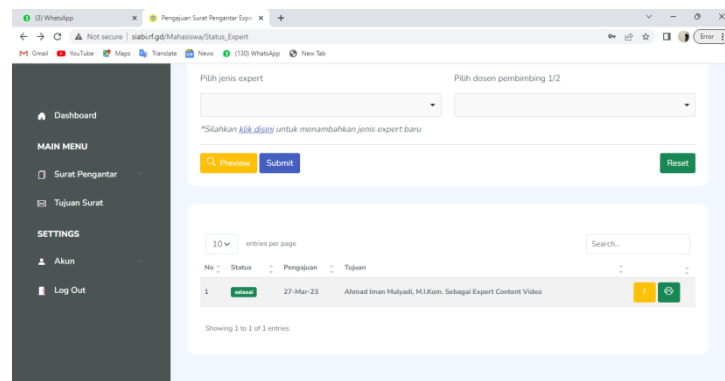 (3) WhatsApp
Pengajuan Surat Pengantar Expe
Not secure | siabi.rf.gd/Mahasiswa/Status_Expert
Error
Gmail YouTube Maps Translate News (130) WhatsApp New Tab
Pilih jenis expert Pilih dosen pembimbing 1/2
*Silahkan klik disini untuk menambahkan jenis expert baru
Preview Submit Reset
Dashboard
MAIN MENU
Surat Pengantar
Tujuan Surat
SETTINGS
Akun
Log Out
10 entries per page Search...
No Status Pengajuan Tujuan
1 selesai 27-Mar-23 Ahmad Iman Mulyadi, M.I.Kom. Sebagai Expert Content Video
Showing 1 to 1 of 1 entries